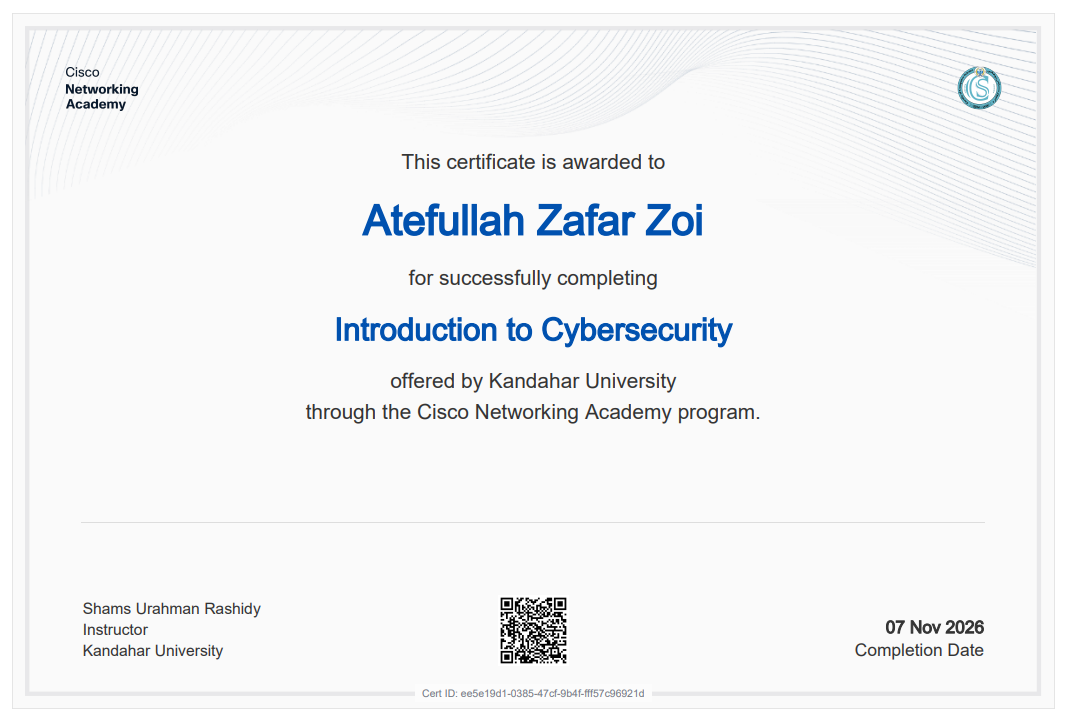 Cisco
Networking
Academy
CS
This certificate is awarded to
Atefullah Zafar Zoi
for successfully completing
Introduction to Cybersecurity
offered by Kandahar University
through the Cisco Networking Academy program.
Shams Urahman Rashidy
Instructor
Kandahar University
07 Nov 2026
Completion Date
Cert ID: ee5e19d1-0385-47cf-9b4f-fff57c96921d